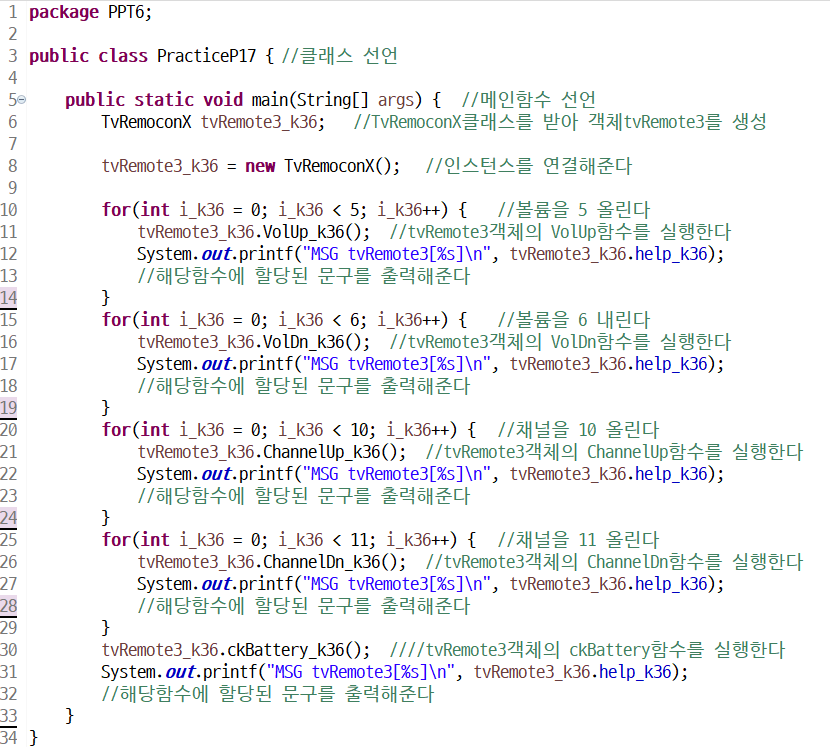 1 package PPT6;
2
3 public class PracticeP17 { //클래스 선언
4
5 public static void main(String[] args) { //메인함수 선언
6 TvRemoconX tvRemote3_k36; //TvRemoconX클래스를 받아 객체tvRemote3를 생성
7
8 tvRemote3_k36 = new TvRemoconX(); //인스턴스를 연결해준다
9
10 for(int i_k36 = 0; i_k36 < 5; i_k36++) { //볼륨을 5 올린다
11 tvRemote3_k36.VolUp_k36(); //tvRemote3객체의 VolUp함수를 실행한다
12 System.out.printf("MSG tvRemote3[%s]\n", tvRemote3_k36.help_k36);
13 //해당함수에 할당된 문구를 출력해준다
14 }
15 for(int i_k36 = 0; i_k36 < 6; i_k36++) { //볼륨을 6 내린다
16 tvRemote3_k36.VolDn_k36(); //tvRemote3객체의 VolDn함수를 실행한다
17 System.out.printf("MSG tvRemote3[%s]\n", tvRemote3_k36.help_k36);
18 //해당함수에 할당된 문구를 출력해준다
19 }
20 for(int i_k36 = 0; i_k36 < 10; i_k36++) { //채널을 10 올린다
21 tvRemote3_k36.ChannelUp_k36(); //tvRemote3객체의 ChannelUp함수를 실행한다
22 System.out.printf("MSG tvRemote3[%s]\n", tvRemote3_k36.help_k36);
23 //해당함수에 할당된 문구를 출력해준다
24 }
25 for(int i_k36 = 0; i_k36 < 11; i_k36++) { //채널을 11 올린다
26 tvRemote3_k36.ChannelDn_k36(); //tvRemote3객체의 ChannelDn함수를 실행한다
27 System.out.printf("MSG tvRemote3[%s]\n", tvRemote3_k36.help_k36);
28 //해당함수에 할당된 문구를 출력해준다
29 }
30 tvRemote3_k36.ckBattery_k36(); ////tvRemote3객체의 ckBattery함수를 실행한다
31 System.out.printf("MSG tvRemote3[%s]\n", tvRemote3_k36.help_k36);
32 //해당함수에 할당된 문구를 출력해준다
33 }
34 }